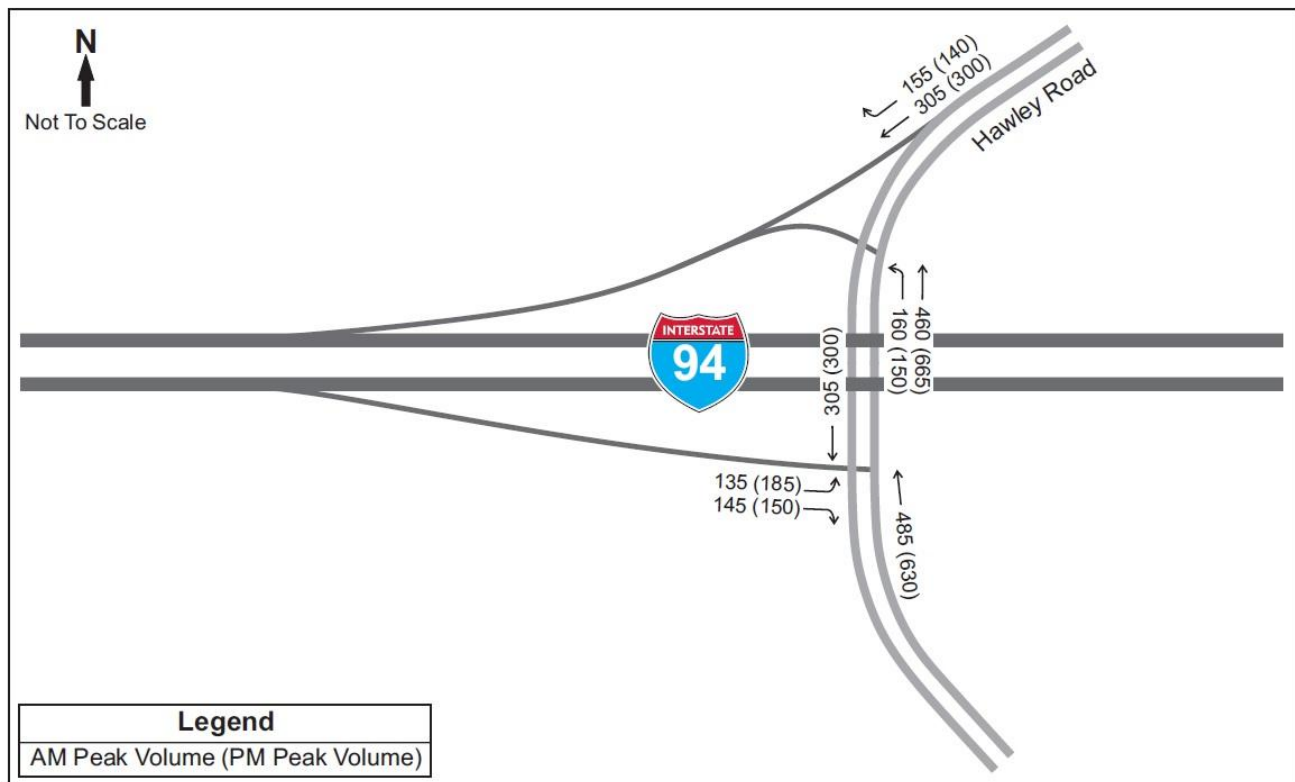 N
Not To Scale
155 (140)
305 (300)
Hawley Road
INTERSTATE
94
305 (300)
160 (150)
460 (665)
135 (185)
145 (150)
485 (630)
Legend
AM Peak Volume (PM Peak Volume)